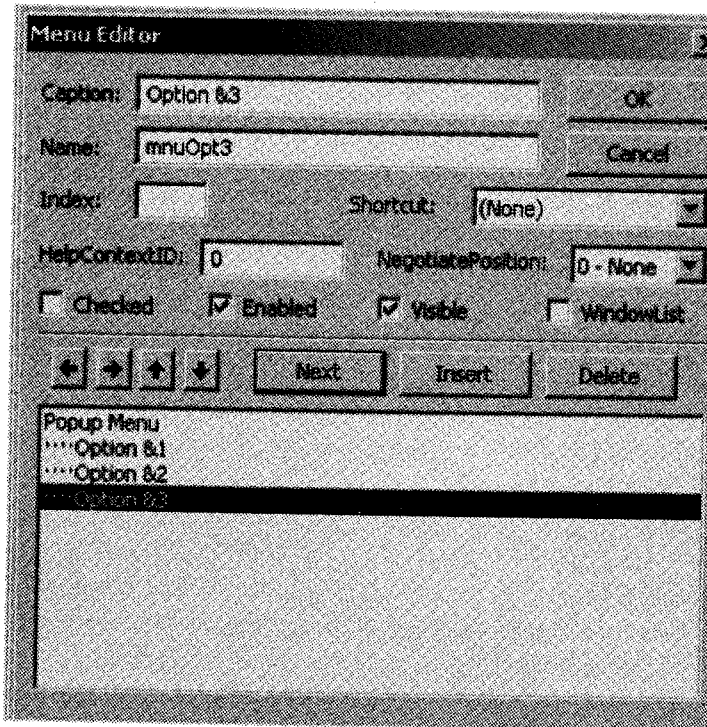 Menu Editor
Caption: Option &3 OK
Name: mnuOpt3 Cancel
Index: Shortcut: (None)
HelpContextID: 0 NegotiatePosition: 0 - None
Checked Enabled Visible WindowList
Next Insert Delete
Popup Menu
····Option &1
····Option &2
····Option &3